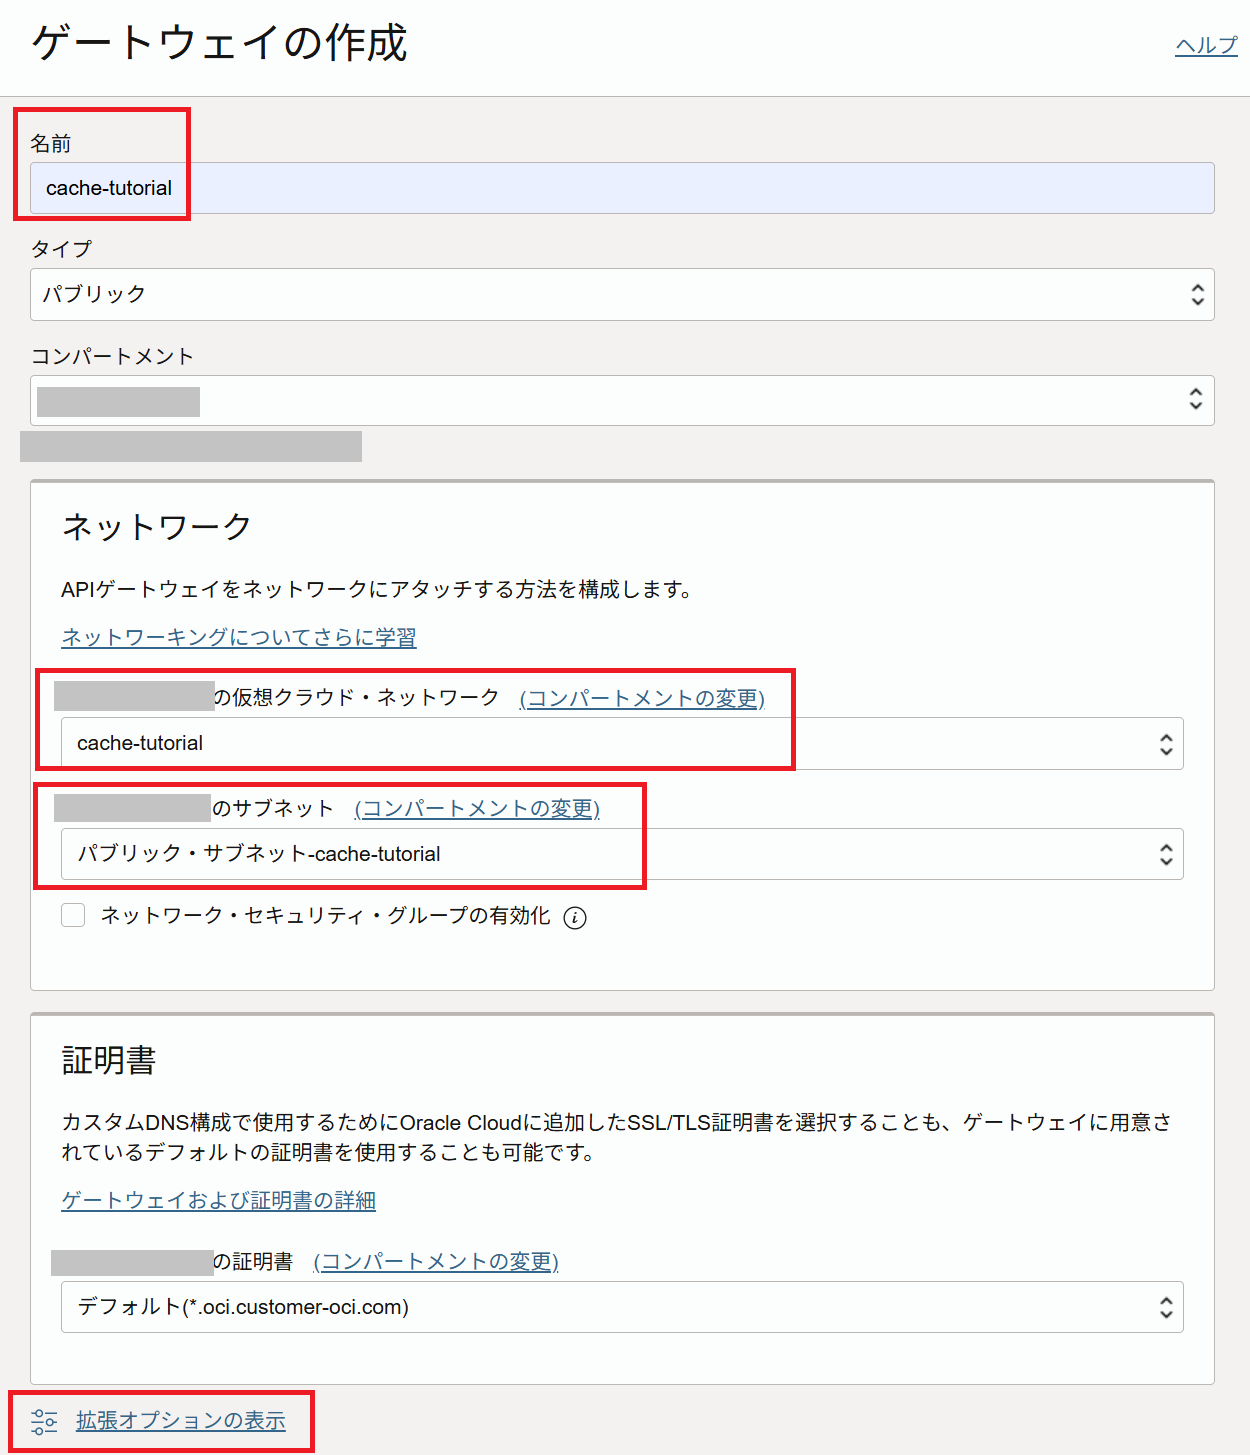 ゲートウェイの作成
ヘルプ
名前
cache-tutorial
タイプ
パブリック
コンパートメント
ネットワーク
APIゲートウェイをネットワークにアタッチする方法を構成します。
ネットワーキングについてさらに学習
の仮想クラウド・ネットワーク (コンパートメントの変更)
cache-tutorial
のサブネット (コンパートメントの変更)
パブリック・サブネット-cache-tutorial
ネットワーク・セキュリティ・グループの有効化 i
証明書
カスタムDNS構成で使用するためにOracle Cloudに追加したSSL/TLS証明書を選択することも、ゲートウェイに用意さ
れているデフォルトの証明書を使用することも可能です。
ゲートウェイおよび証明書の詳細
の証明書 (コンパートメントの変更)
デフォルト(*.oci.customer-oci.com)
拡張オプションの表示